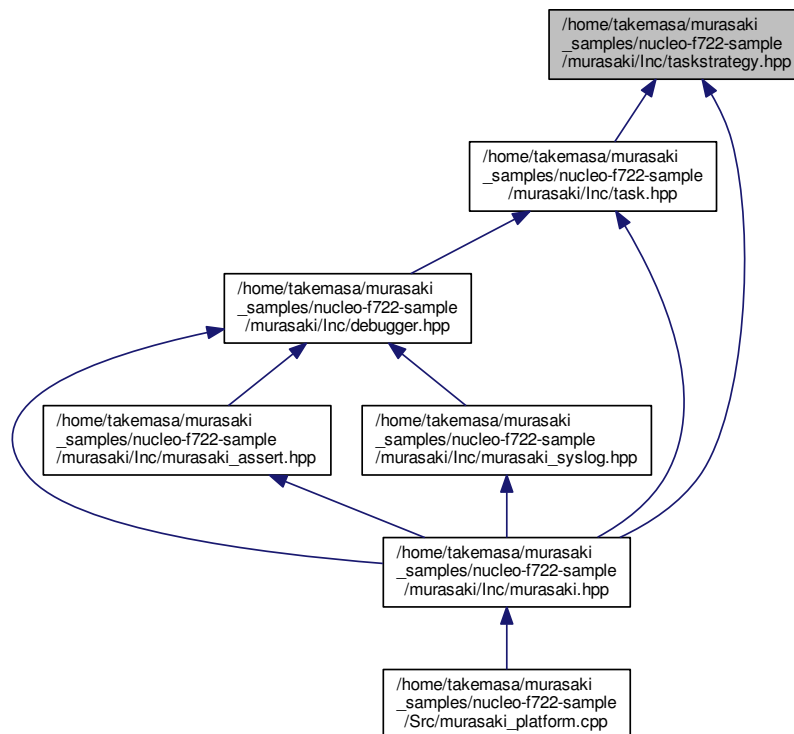 /home/takemasa/murasaki
_samples/nucleo-f722-sample
/murasaki/Inc/taskstrategy.hpp
/home/takemasa/murasaki
_samples/nucleo-f722-sample
/murasaki/Inc/task.hpp
/home/takemasa/murasaki
_samples/nucleo-f722-sample
/murasaki/Inc/debugger.hpp
/home/takemasa/murasaki
_samples/nucleo-f722-sample
/murasaki/Inc/murasaki_assert.hpp
/home/takemasa/murasaki
_samples/nucleo-f722-sample
/murasaki/Inc/murasaki_syslog.hpp
/home/takemasa/murasaki
_samples/nucleo-f722-sample
/murasaki/Inc/murasaki.hpp
/home/takemasa/murasaki
_samples/nucleo-f722-sample
/Src/murasaki_platform.cpp